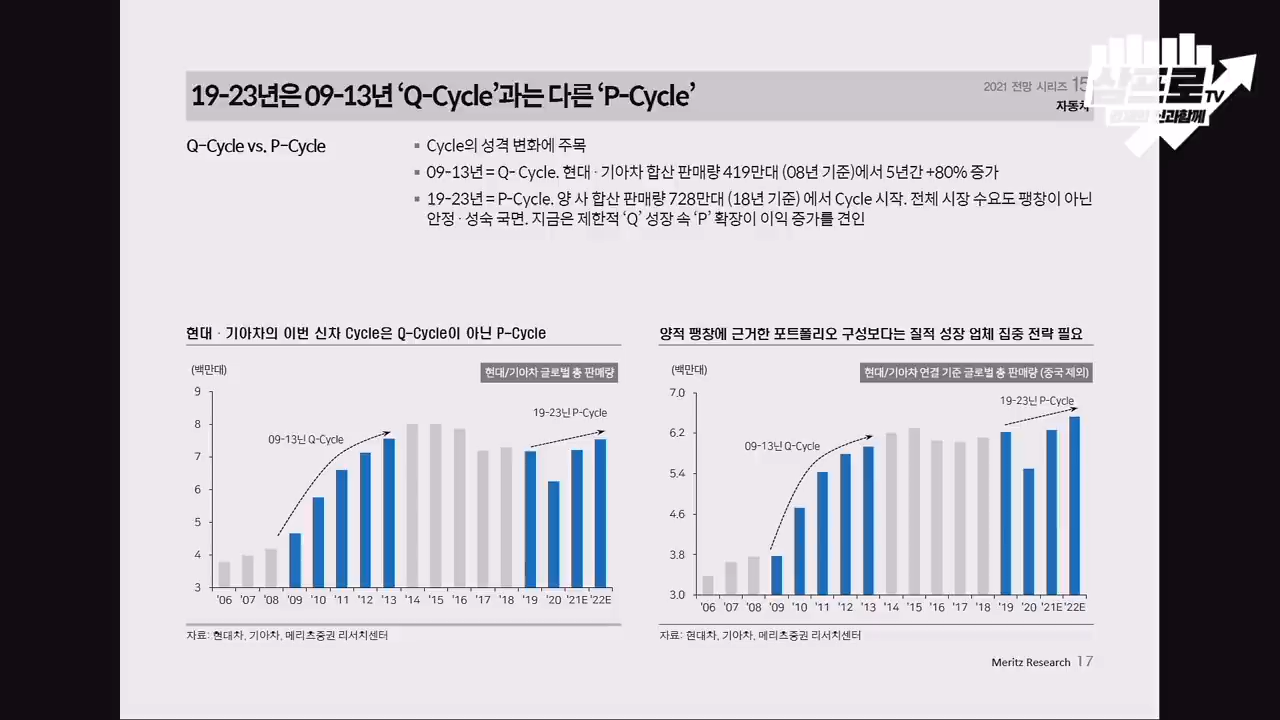 19-23년은 09-13년 ‘Q-Cycle’과는 다른 ‘P-Cycle’
2021 전망 시리즈 15
자동차
삼프로TV
경제의 신과함께
Q-Cycle vs. P-Cycle
■ Cycle의 성격 변화에 주목
■ 09-13년 = Q- Cycle. 현대 · 기아차 합산 판매량 419만대 (08년 기준)에서 5년간 +80% 증가
■ 19-23년 = P-Cycle. 양 사 합산 판매량 728만대 (18년 기준) 에서 Cycle 시작. 전체 시장 수요도 팽창이 아닌
안정 · 성숙 국면. 지금은 제한적 ‘Q’ 성장 속 ‘P’ 확장이 이익 증가를 견인
현대 · 기아차의 이번 신차 Cycle은 Q-Cycle이 아닌 P-Cycle
(백만대)
현대/기아차 글로벌 총 판매량
9
8
7
6
5
4
3
09-13년 Q-Cycle
19-23년 P-Cycle
'06 '07 '08 '09 '10 '11 '12 '13 '14 '15 '16 '17 '18 '19 '20 '21E '22E
자료: 현대차, 기아차, 메리츠증권 리서치센터
양적 팽창에 근거한 포트폴리오 구성보다는 질적 성장 업체 집중 전략 필요
(백만대)
현대/기아차 연결 기준 글로벌 총 판매량 (중국 제외)
7.0
6.2
5.4
4.6
3.8
3.0
09-13년 Q-Cycle
19-23년 P-Cycle
'06 '07 '08 '09 '10 '11 '12 '13 '14 '15 '16 '17 '18 '19 '20 '21E '22E
자료: 현대차, 기아차, 메리츠증권 리서치센터
Meritz Research 17